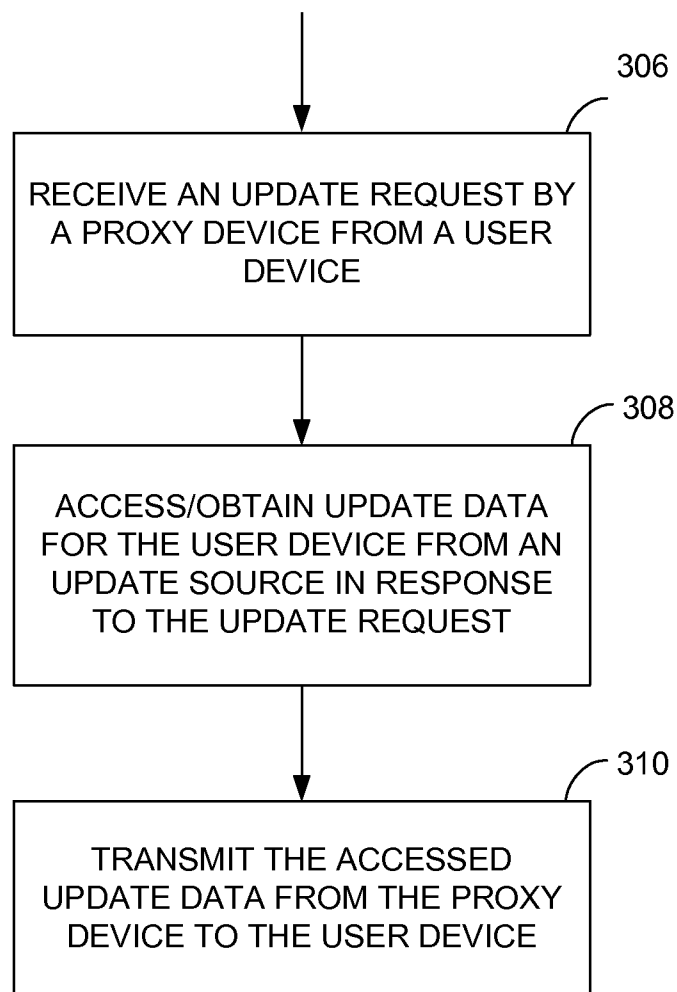 306
RECEIVE AN UPDATE REQUEST BY
A PROXY DEVICE FROM A USER
DEVICE
308
ACCESS/OBTAIN UPDATE DATA
FOR THE USER DEVICE FROM AN
UPDATE SOURCE IN RESPONSE
TO THE UPDATE REQUEST
310
TRANSMIT THE ACCESSED
UPDATE DATA FROM THE PROXY
DEVICE TO THE USER DEVICE